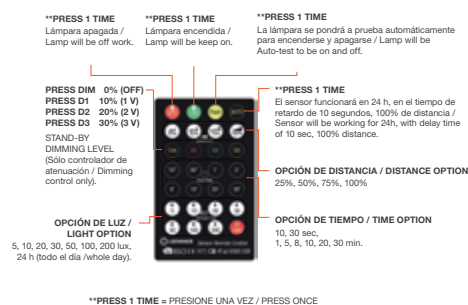 **PRESS 1 TIME
Lámpara apagada /
Lamp will be off work.
**PRESS 1 TIME
Lámpara encendida /
Lamp will be keep on.
La lámpara se pondrá a prueba automáticamente
para encenderse y apagarse / Lamp will be
Auto-test to be on and off.
PRESS DIM 0% (OFF)
PRESS D1 10% (1 V)
PRESS D2 20% (2 V)
PRESS D3 30% (3 V)
STAND-BY
DIMMING LEVEL
(Sólo controlador de
atenuación / Dimming
control only).
**PRESS 1 TIME
El sensor funcionará en 24 h, en el tiempo de
retardo de 10 segundos, 100% de distancia /
Sensor will be working for 24h, with delay time
of 10 sec, 100% distance.
OPCIÓN DE DISTANCIA / DISTANCE OPTION
25%, 50%, 75%, 100%
OPCIÓN DE LUZ /
LIGHT OPTION
5, 10, 20, 30, 50, 100, 200 lux,
24 h (todo el día /whole day).
OPCIÓN DE TIEMPO / TIME OPTION
10, 30 sec,
1, 5, 8, 10, 20, 30 min.
AUTO
LEDVANCE Sensor Remote Control
**PRESS 1 TIME = PRESIONE UNA VEZ / PRESS ONCE